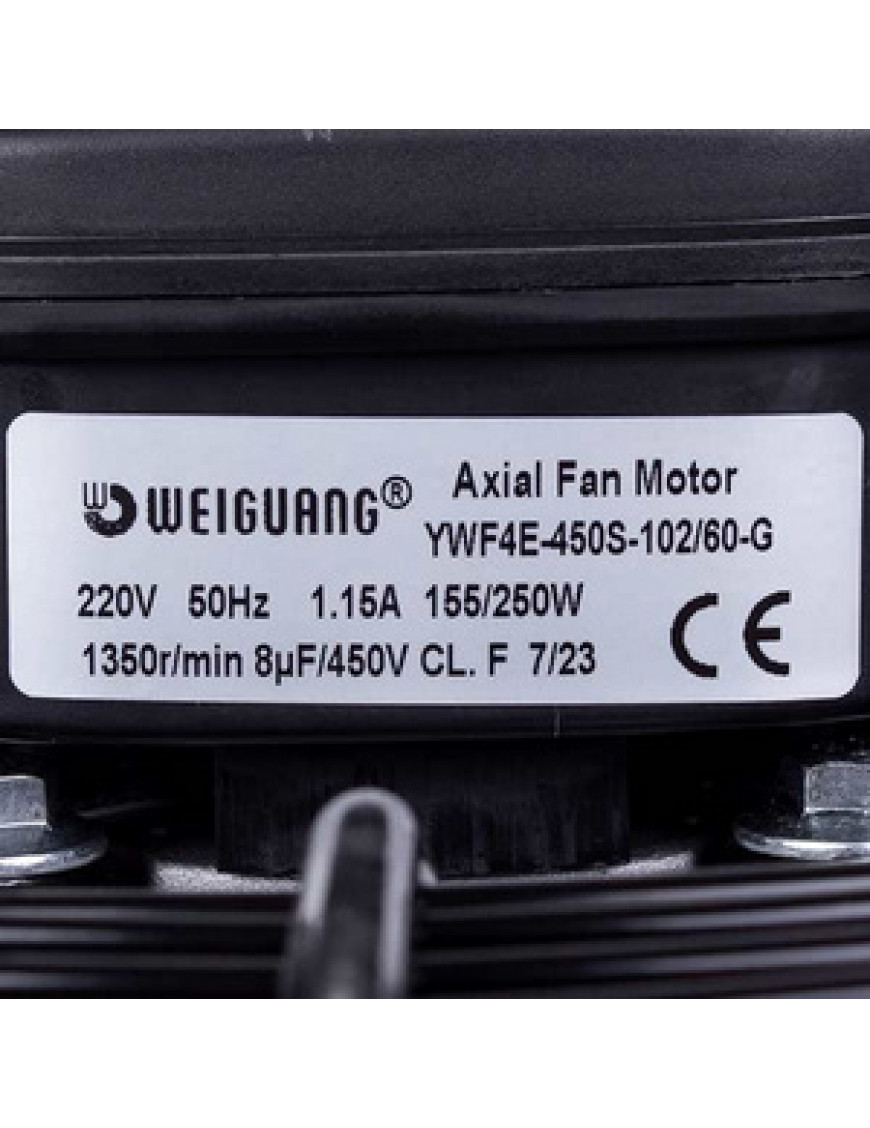 WEIGUANG®
Axial Fan Motor
YWF4E-450S-102/60-G
220V 50Hz 1.15A 155/250W
1350r/min 8µF/450V CL. F 7/23
CE